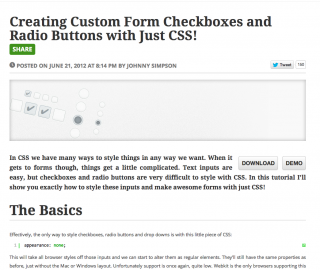 Creating Custom Form Checkboxes and
Radio Buttons with Just CSS!
SHARE
POSTED ON JUNE 21, 2012 AT 8:14 PM BY JOHNNY SIMPSON
Tweet 150
In CSS we have many ways to style things in any way we want. When it
gets to forms though, things get a little complicated. Text inputs are
easy, but checkboxes and radio buttons are very difficult to style with CSS. In this tutorial I'll
show you exactly how to style these inputs and make awesome forms with just CSS!
DOWNLOAD
DEMO
The Basics
Effectively, the only way to style checkboxes, radio buttons and drop downs is with this little piece of CSS:
1 | appearance: none;
This will take all browser styles off those inputs and we can start to alter them as regular elements. They'll still have the same properties as
before, just without the Mac or Windows layout. Unfortunately support is once again, quite low. Webkit is the only browsers supporting this